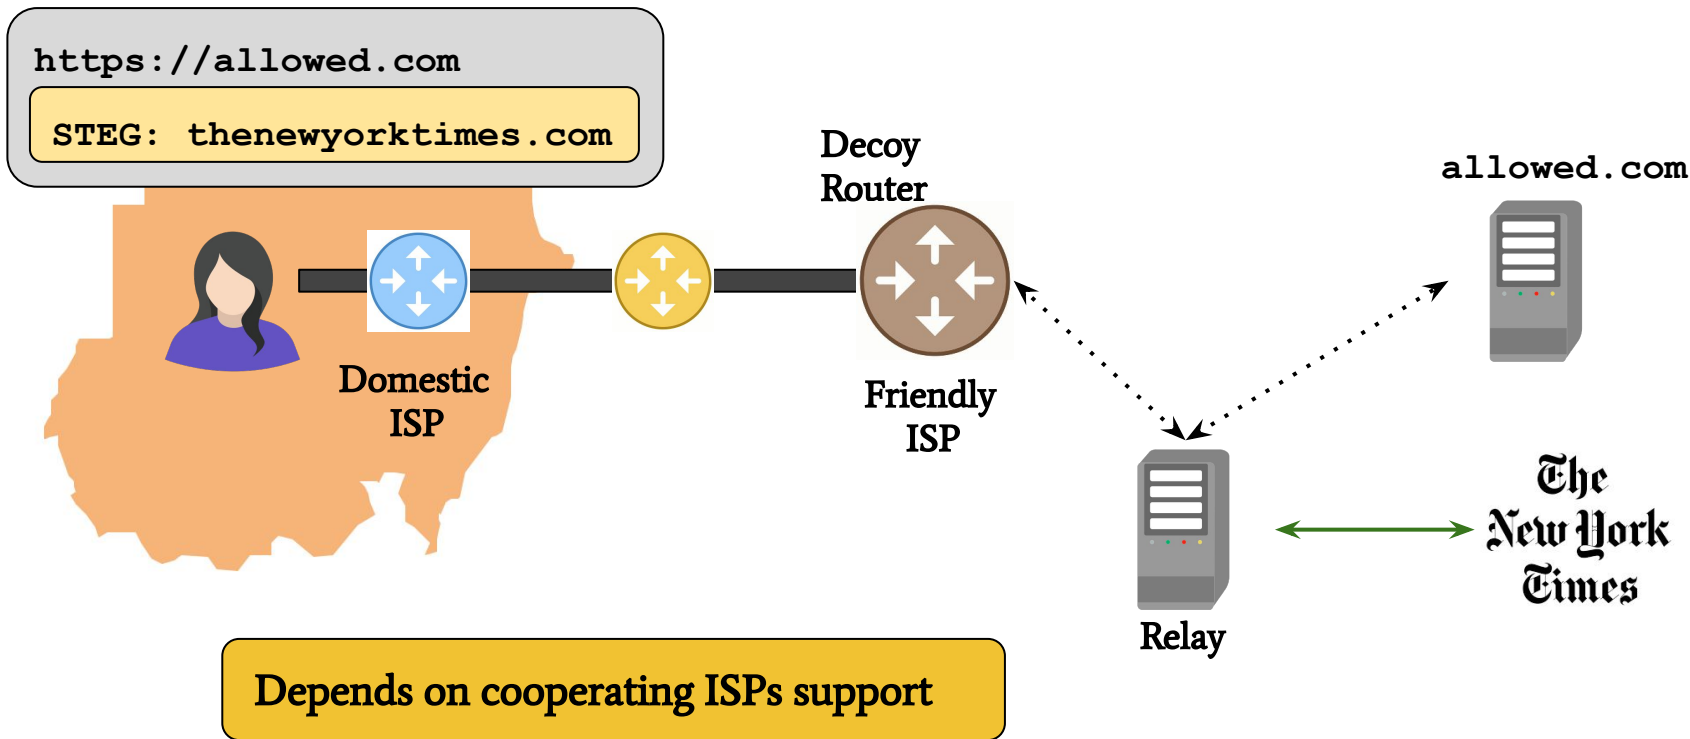 https://allowed.com
STEG: thenewyorktimes.com
Decoy
Router
allowed.com
Domestic
ISP
Friendly
ISP
The
New York
Times
Relay
Depends on cooperating ISPs support